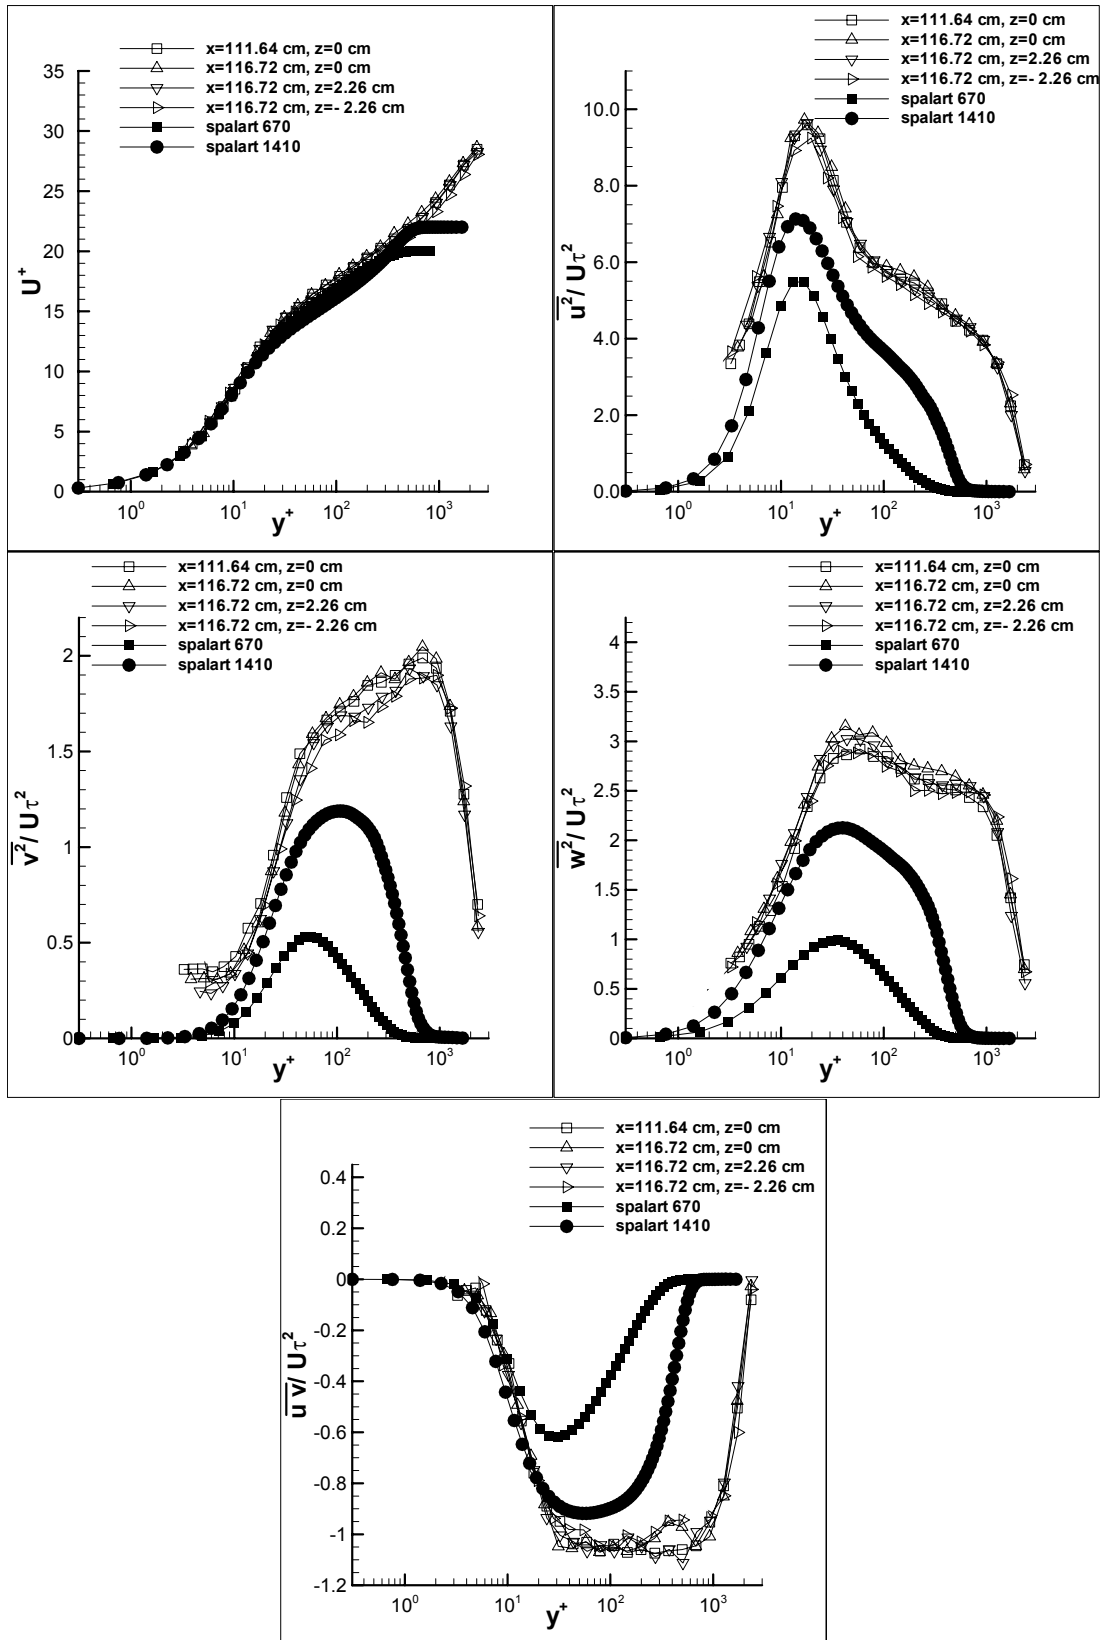 x=111.64 cm, z=0 cm
x=116.72 cm, z=0 cm
x=116.72 cm, z=2.26 cm
x=116.72 cm, z=- 2.26 cm
spalart 670
spalart 1410
35
30
25
20
15
10
5
0
U⁺
10⁰
10¹
10²
10³
y⁺
x=111.64 cm, z=0 cm
x=116.72 cm, z=0 cm
x=116.72 cm, z=2.26 cm
x=116.72 cm, z=- 2.26 cm
spalart 670
spalart 1410
10.0
8.0
6.0
4.0
2.0
0.0
u²/ Uτ²
10⁰
10¹
10²
10³
y⁺
x=111.64 cm, z=0 cm
x=116.72 cm, z=0 cm
x=116.72 cm, z=2.26 cm
x=116.72 cm, z=- 2.26 cm
spalart 670
spalart 1410
2
1.5
1
0.5
0
v²/ Uτ²
10⁰
10¹
10²
10³
y⁺
x=111.64 cm, z=0 cm
x=116.72 cm, z=0 cm
x=116.72 cm, z=2.26 cm
x=116.72 cm, z=- 2.26 cm
spalart 670
spalart 1410
4
3.5
3
2.5
2
1.5
1
0.5
0
w²/ Uτ²
10⁰
10¹
10²
10³
y⁺
x=111.64 cm, z=0 cm
x=116.72 cm, z=0 cm
x=116.72 cm, z=2.26 cm
x=116.72 cm, z=- 2.26 cm
spalart 670
spalart 1410
0.4
0.2
0
-0.2
-0.4
-0.6
-0.8
-1
-1.2
u v/ Uτ²
10⁰
10¹
10²
10³
y⁺